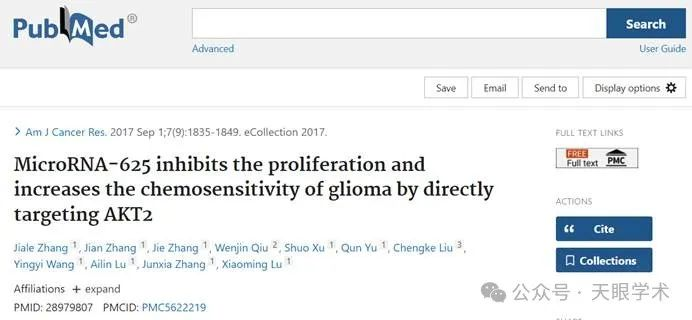 PubMed®
Search
Advanced
User Guide
Save
Email
Send to
Display options
Am J Cancer Res. 2017 Sep 1;7(9):1835-1849. eCollection 2017.
MicroRNA-625 inhibits the proliferation and
increases the chemosensitivity of glioma by directly
targeting AKT2
Jiale Zhang 1, Jian Zhang 1, Jie Zhang 1, Wenjin Qiu 2, Shuo Xu 1, Qun Yu 1, Chengke Liu 3,
Yingyi Wang 1, Ailin Lu 1, Junxia Zhang 1, Xiaoming Lu 1
Affiliations + expand
PMID: 28979807 PMCID: PMC5622219
FULL TEXT LINKS
FREE
Full text PMC
ACTIONS
Cite
Collections
公众号 · 天眼学术